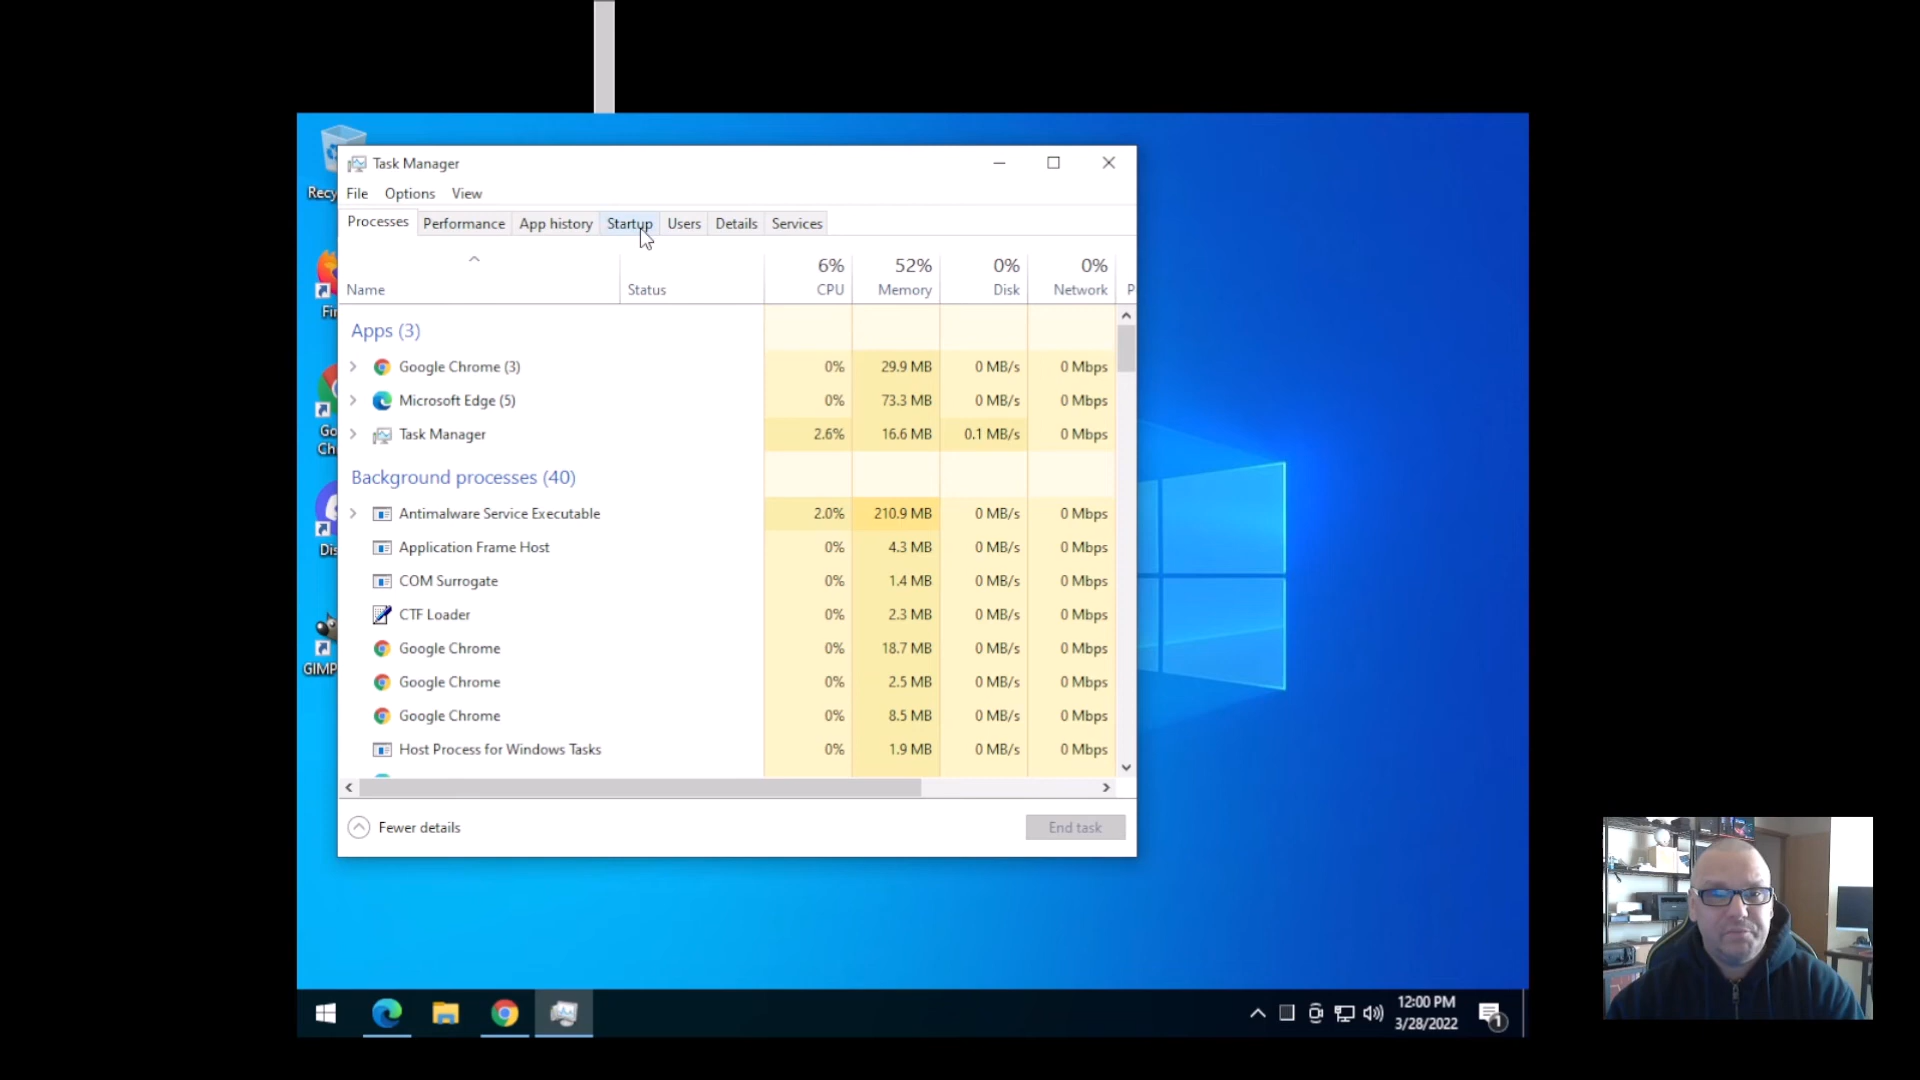 Task Manager
File Options View
Processes Performance App history Startup Users Details Services
6% 52% 0% 0%
Name Status CPU Memory Disk Network P
Apps (3)
Google Chrome (3) 0% 29.9 MB 0 MB/s 0 Mbps
Microsoft Edge (5) 0% 73.3 MB 0 MB/s 0 Mbps
Task Manager 2.6% 16.6 MB 0.1 MB/s 0 Mbps
Background processes (40)
Antimalware Service Executable 2.0% 210.9 MB 0 MB/s 0 Mbps
Application Frame Host 0% 4.3 MB 0 MB/s 0 Mbps
COM Surrogate 0% 1.4 MB 0 MB/s 0 Mbps
CTF Loader 0% 2.3 MB 0 MB/s 0 Mbps
Google Chrome 0% 18.7 MB 0 MB/s 0 Mbps
Google Chrome 0% 2.5 MB 0 MB/s 0 Mbps
Google Chrome 0% 8.5 MB 0 MB/s 0 Mbps
Host Process for Windows Tasks 0% 1.9 MB 0 MB/s 0 Mbps
Fewer details End task
Recy
Fir
Go
Ch
Dis
GIMP
12:00 PM
3/28/2022
1